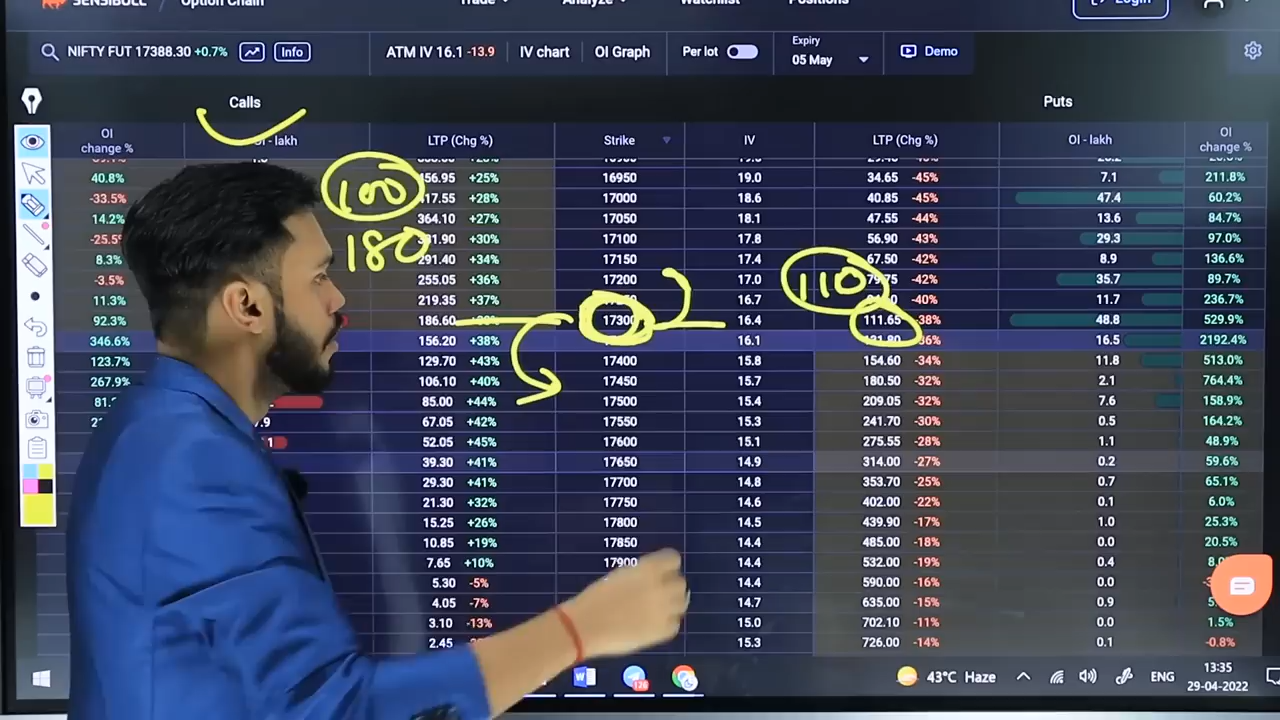 SENSIBULL / Option Chain Trade Analyze Watchlist Positions Login
NIFTY FUT 17388.30 +0.7% Info ATM IV 16.1 -13.9 IV chart OI Graph Per lot Expiry 05 May Demo
Calls Puts
OI change % OI - lakh LTP (Chg %) Strike IV LTP (Chg %) OI - lakh OI change %
40.8% 456.95 +25% 16950 19.0 34.65 -45% 7.1 211.8%
-33.5% 417.55 +28% 17000 18.6 40.85 -45% 47.4 60.2%
14.2% 364.10 +27% 17050 18.1 47.55 -44% 13.6 84.7%
-25.5% +30% 17100 17.8 56.90 -43% 29.3 97.0%
8.3% 291.40 +34% 17150 17.4 67.50 -42% 8.9 136.6%
-3.5% 255.05 +36% 17200 17.0 -42% 35.7 89.7%
11.3% 219.35 +37% 16.7 -40% 11.7 236.7%
92.3% 186.60 17300 16.4 111.65 -38% 48.8 529.9%
346.6% 156.20 +38% 16.1 16.5 2192.4%
123.7% 129.70 +43% 17400 15.8 154.60 -34% 11.8 513.0%
267.9% 106.10 +40% 17450 15.7 180.50 -32% 2.1 764.4%
85.00 +44% 17500 15.4 209.05 -32% 7.6 158.9%
67.05 +42% 17550 15.3 241.70 -30% 0.5 164.2%
52.05 +45% 17600 15.1 275.55 -28% 1.1 48.9%
39.30 +41% 17650 14.9 314.00 -27% 0.2 59.6%
29.30 +41% 17700 14.8 353.70 -25% 0.7 65.1%
21.30 +32% 17750 14.6 402.00 -22% 0.1 6.0%
15.25 +26% 17800 14.5 439.90 -17% 1.0 25.3%
10.85 +19% 17850 14.4 485.00 -18% 0.0 20.5%
7.65 +10% 17900 14.4 532.00 -19% 0.4
5.30 -5% 14.4 590.00 -16% 0.0
4.05 -7% 14.7 635.00 -15% 0.9
3.10 -13% 15.0 702.10 -11% 0.0 1.5%
2.45 15.3 726.00 -14% 0.1 -0.8%
100
180
110
43°C Haze ENG 13:35
29-04-2022